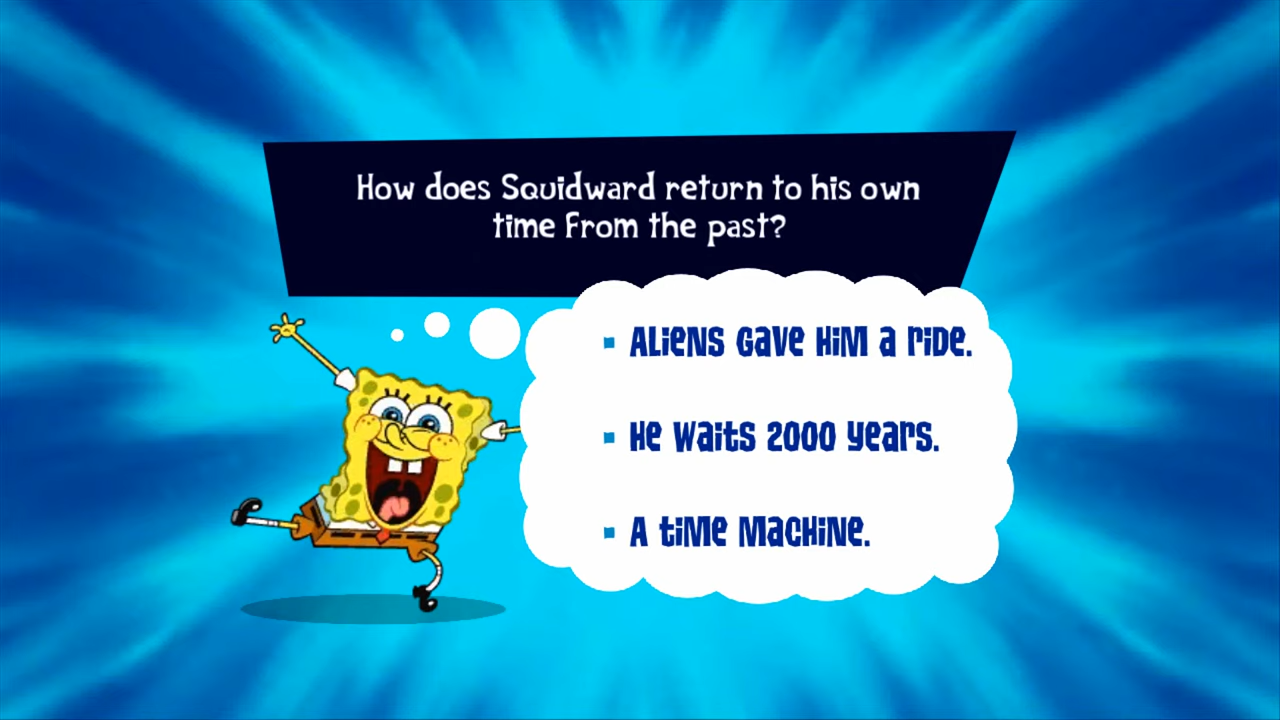 How does Squidward return to his own
time from the past?
Aliens gave him a ride.
He waits 2000 years.
A time machine.